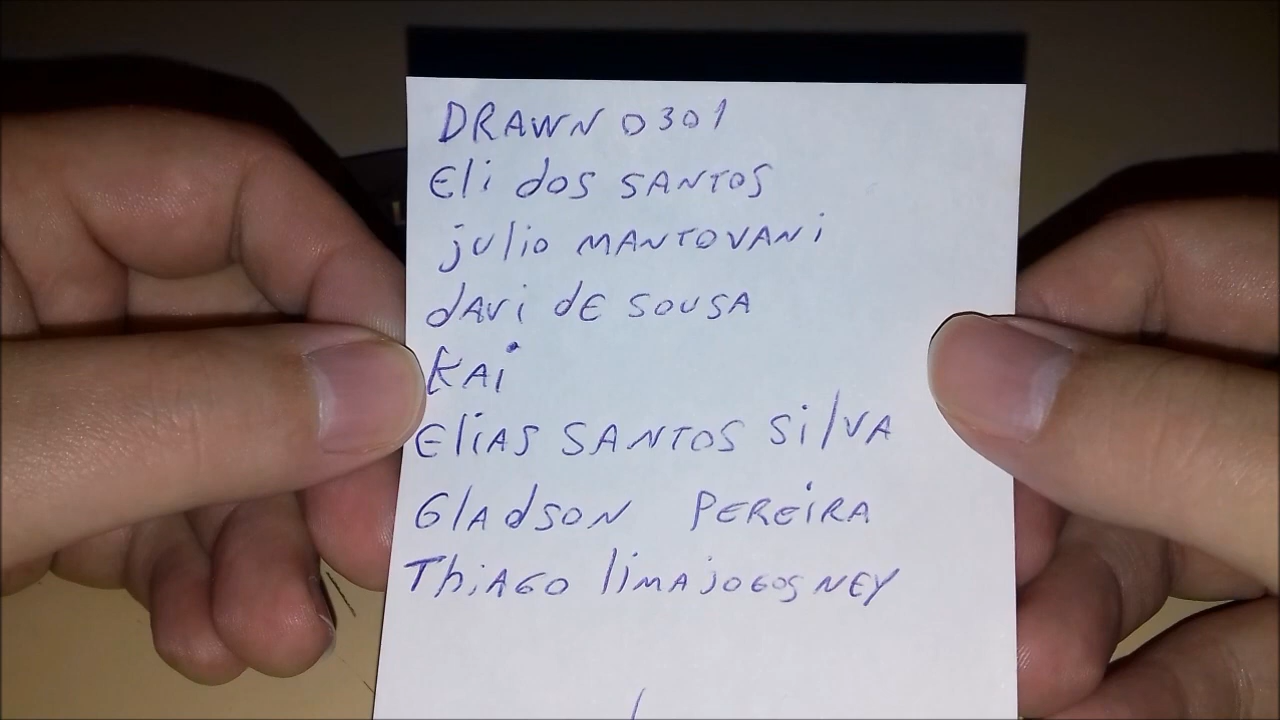 DRAWN 0301
Eli dos SANTOS
julio MANTOVANi
dAvi dE SOUSA
KAi
EliAS SANTOS SilVA
GlAdSON PEREiRA
ThiAGO limAjOGOSNEY